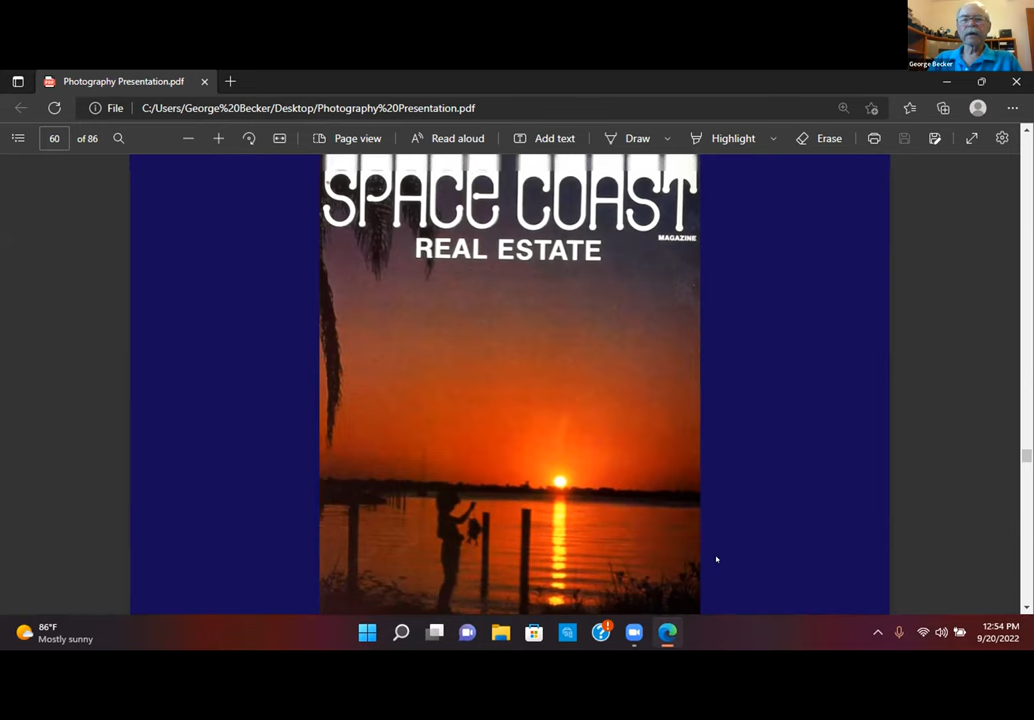 George Becker
Photography Presentation.pdf
File
C:/Users/George%20Becker/Desktop/Photography%20Presentation.pdf
60 of 86
Page view
Read aloud
Add text
Draw
Highlight
Erase
SPACE COAST
MAGAZINE
REAL ESTATE
86°F
Mostly sunny
12:54 PM
9/20/2022